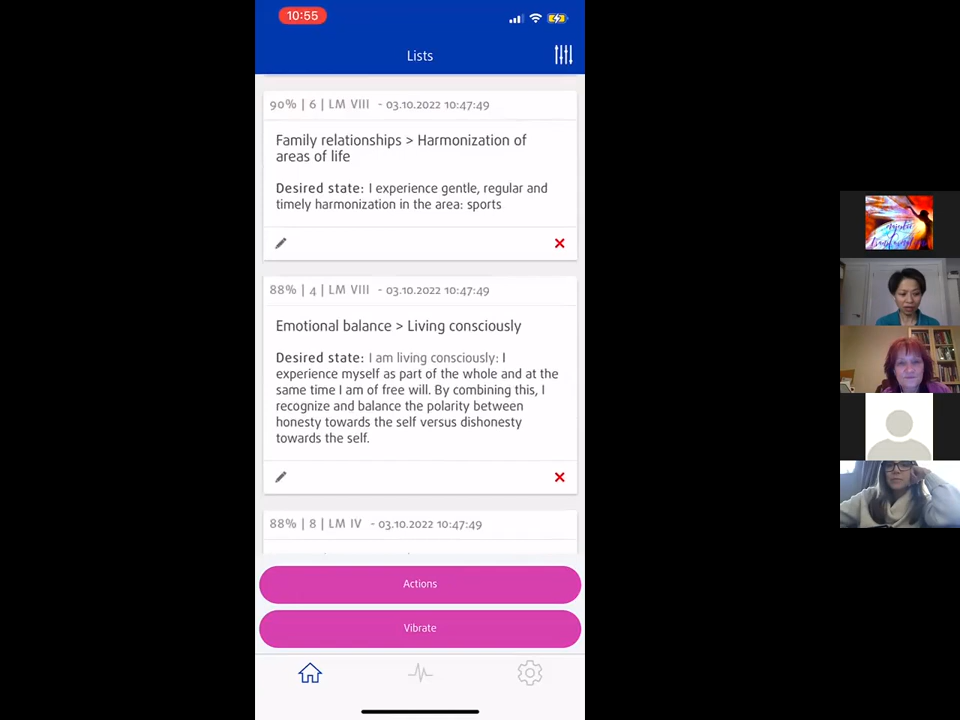 10:55
Lists
90% | 6 | LM VIII - 03.10.2022 10:47:49
Family relationships > Harmonization of
areas of life
Desired state: I experience gentle, regular and
timely harmonization in the area: sports
88% | 4 | LM VIII - 03.10.2022 10:47:49
Emotional balance > Living consciously
Desired state: I am living consciously: I
experience myself as part of the whole and at the
same time I am of free will. By combining this, I
recognize and balance the polarity between
honesty towards the self versus dishonesty
towards the self.
88% | 8 | LM IV - 03.10.2022 10:47:49
Actions
Vibrate